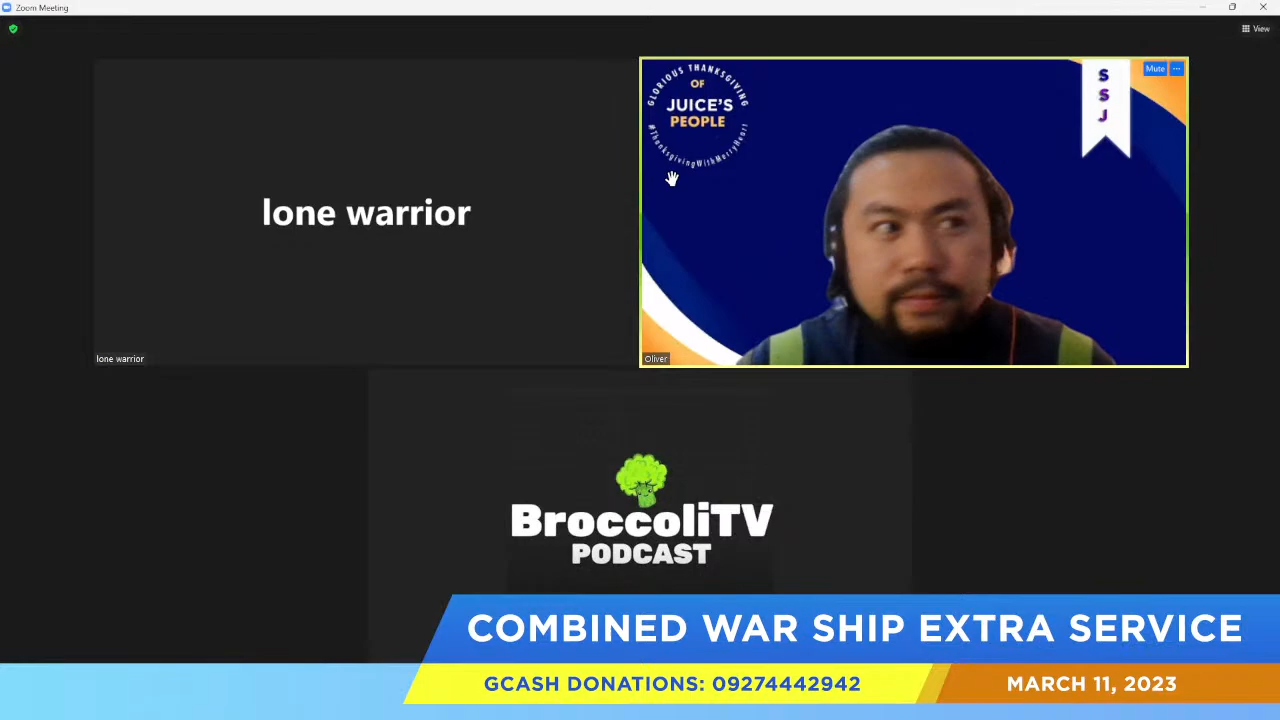 Zoom Meeting
View
lone warrior
lone warrior
GLORIOUS THANKSGIVING
OF
JUICE'S
PEOPLE
#ThanksgivingWithMerryHeart
S
S
J
Mute
Oliver
BroccoliTV
PODCAST
COMBINED WAR SHIP EXTRA SERVICE
GCASH DONATIONS: 09274442942
MARCH 11, 2023